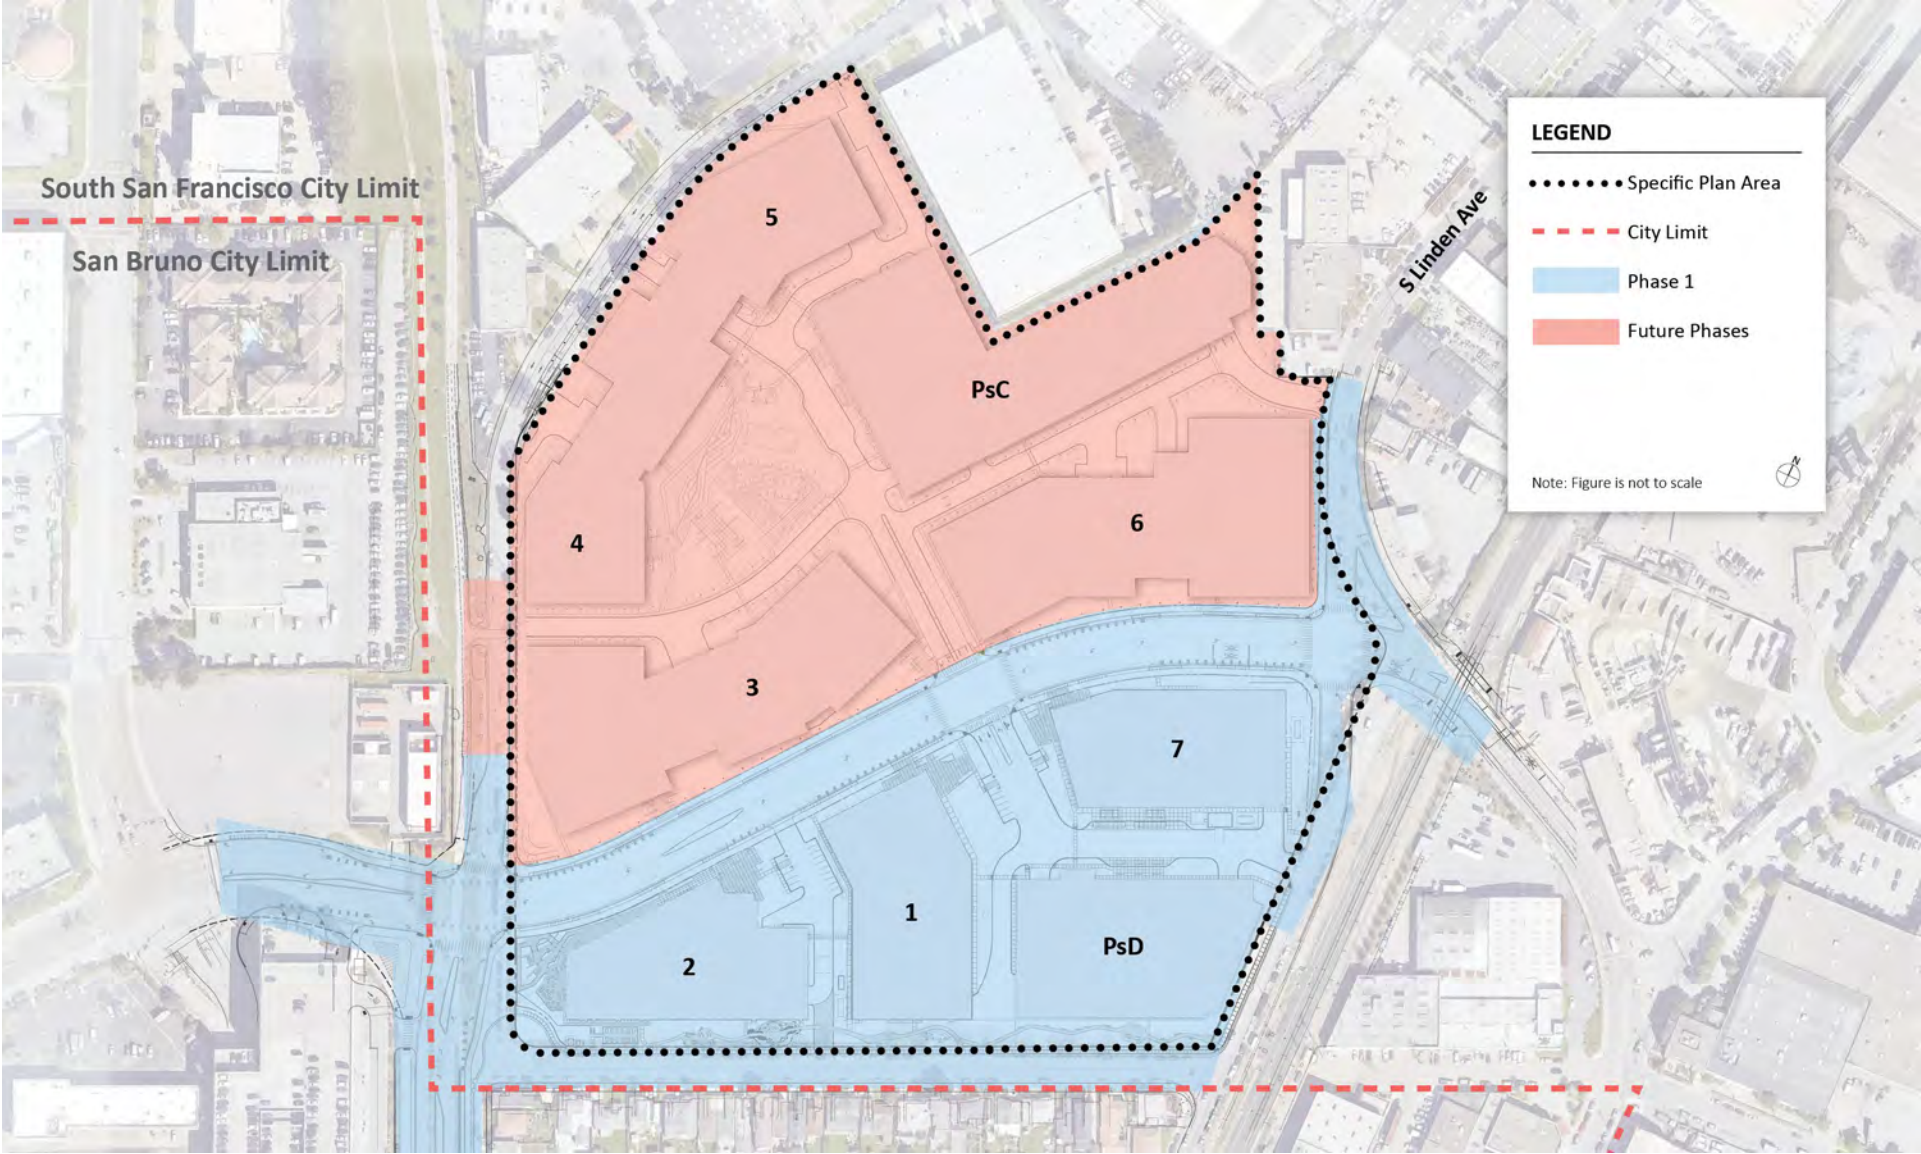 South San Francisco City Limit
San Bruno City Limit
S Linden Ave
5
PsC
6
4
3
7
1
2
PsD
LEGEND
Specific Plan Area
City Limit
Phase 1
Future Phases
Note: Figure is not to scale
N